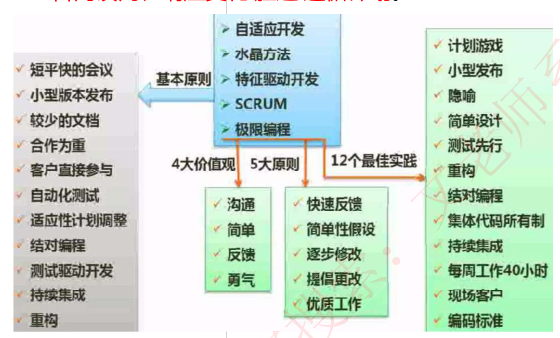 自适应开发
水晶方法
特征驱动开发
SCRUM
极限编程
基本原则
短平快的会议
小型版本发布
较少的文档
合作为重
客户直接参与
自动化测试
适应性计划调整
结对编程
测试驱动开发
持续集成
重构
4大价值观
沟通
简单
反馈
勇气
5大原则
快速反馈
简单性假设
逐步修改
提倡更改
优质工作
12个最佳实践
计划游戏
小型发布
隐喻
简单设计
测试先行
重构
结对编程
集体代码所有制
持续集成
每周工作40小时
现场客户
编码标准